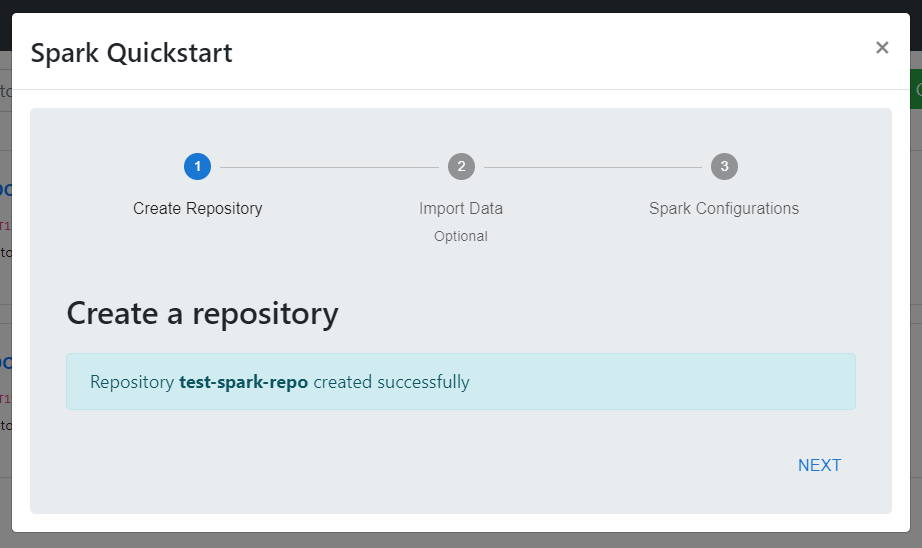 Spark Quickstart
×
1
2
3
Create Repository
Import Data
Spark Configurations
Optional
Create a repository
Repository test-spark-repo created successfully
NEXT